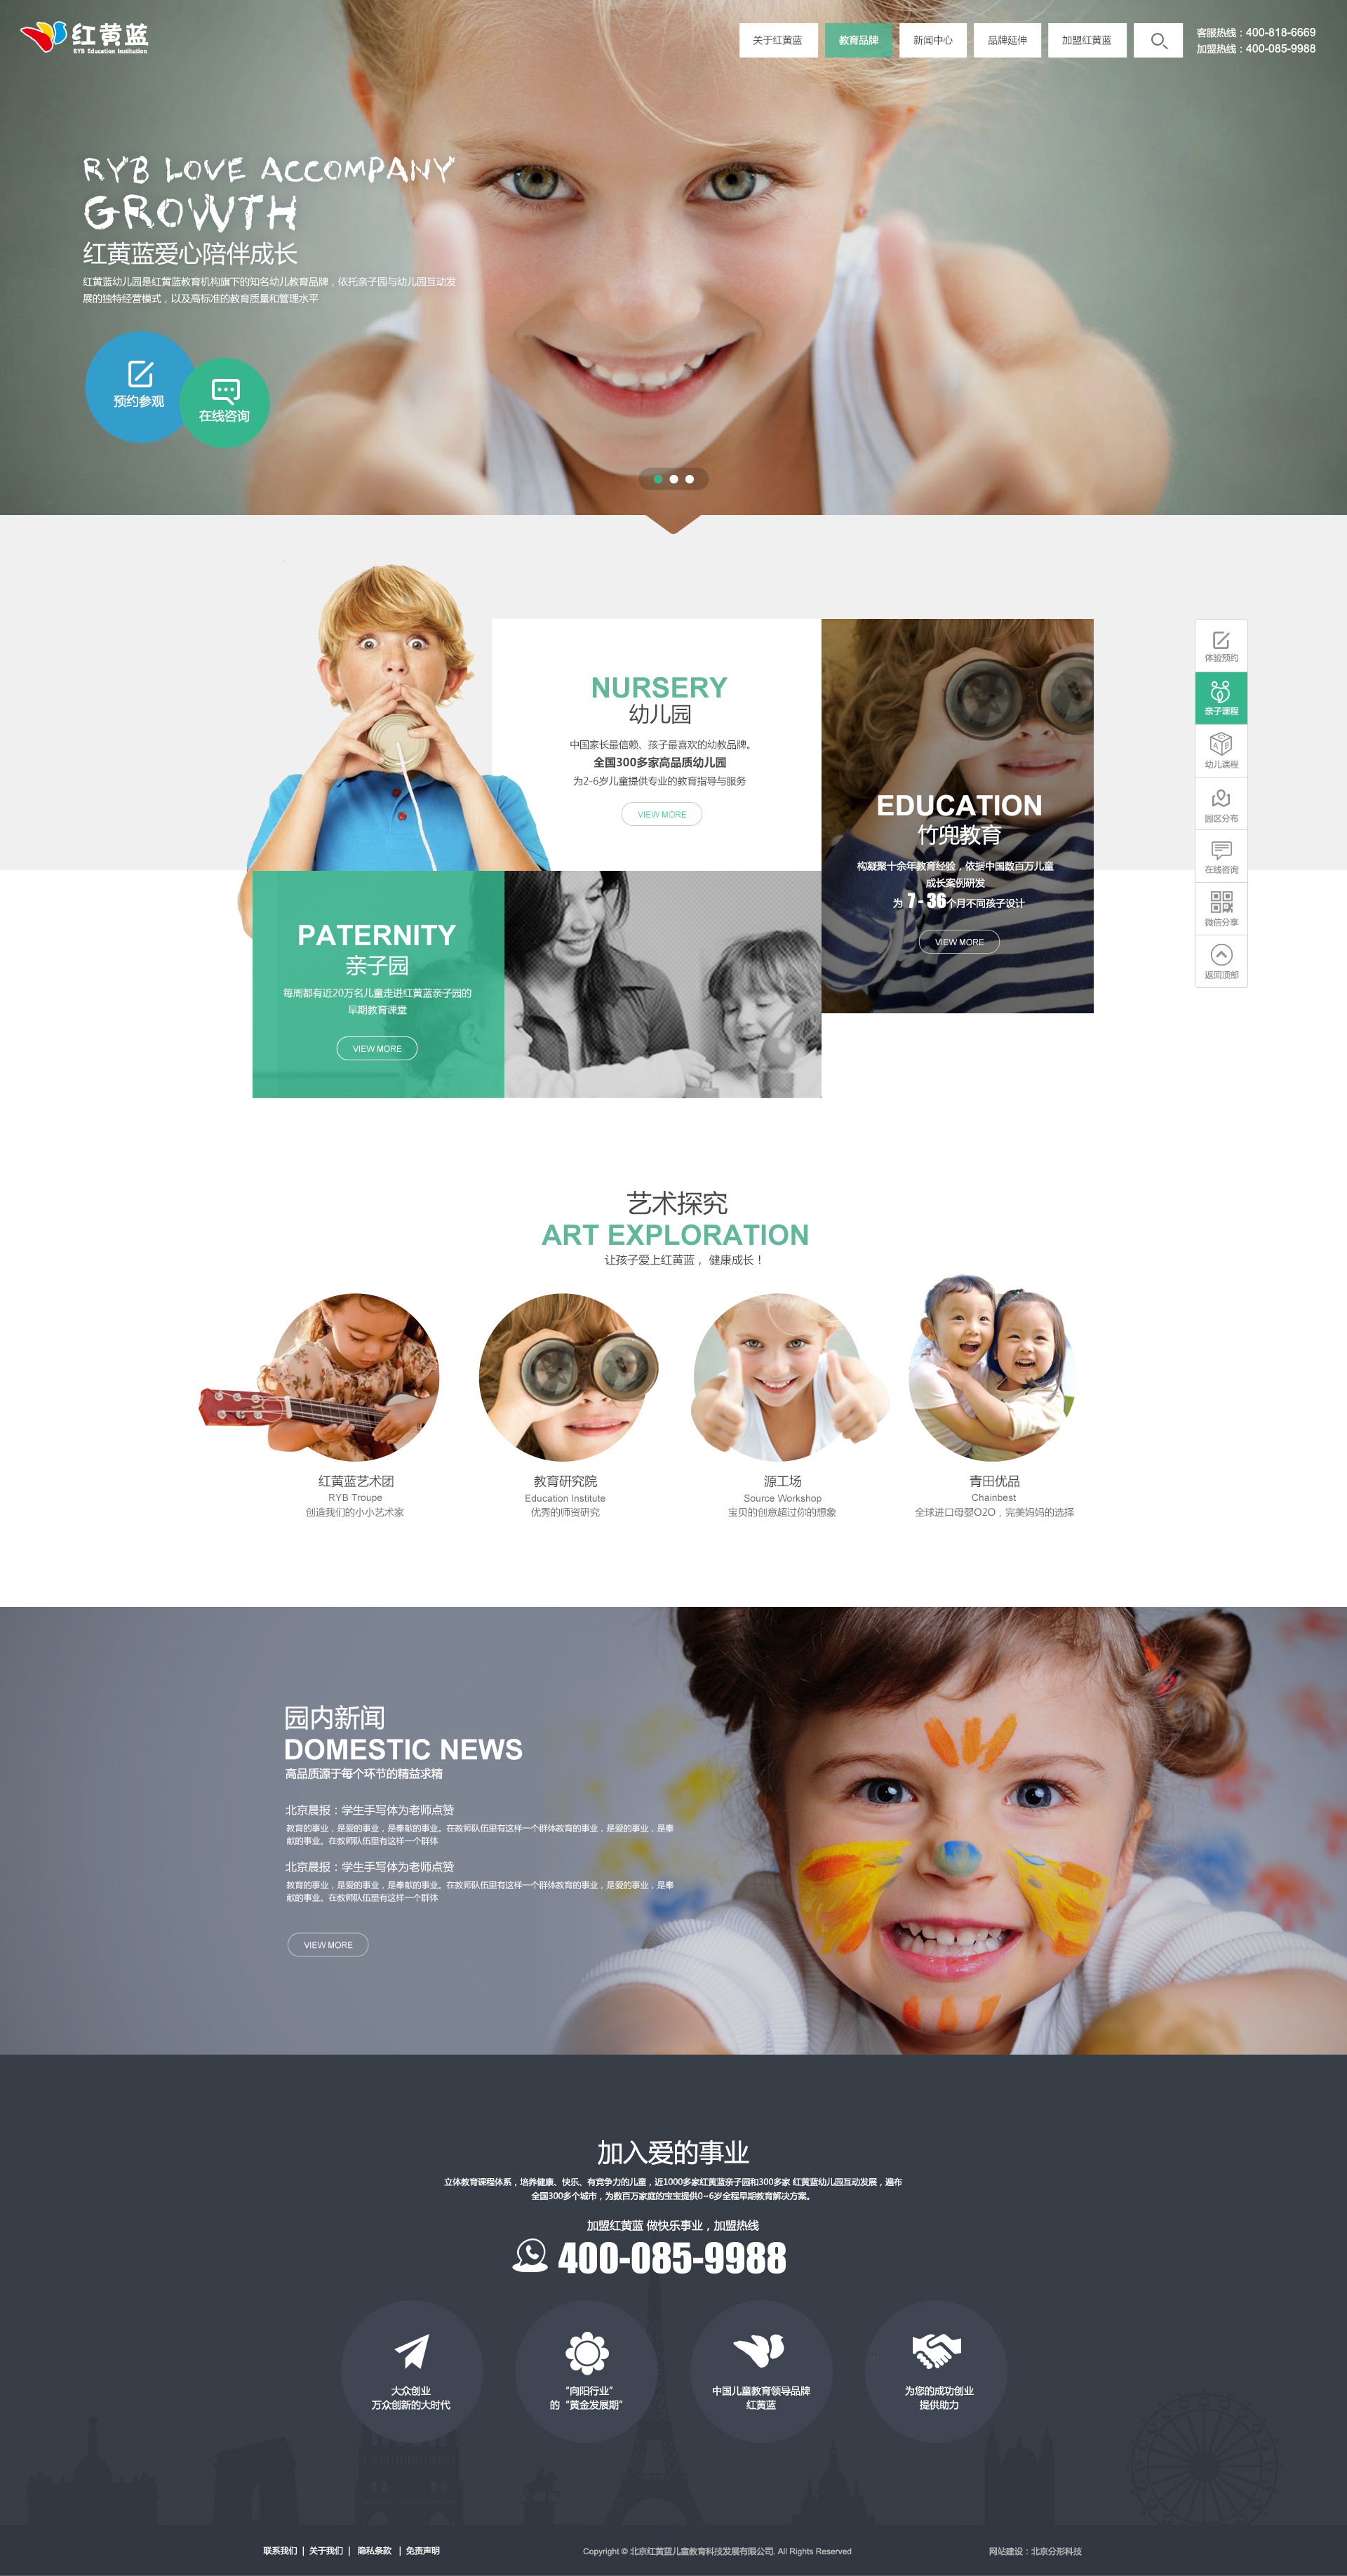 红黄蓝
RYB Education Institution
关于红黄蓝
教育品牌
新闻中心
品牌延伸
加盟红黄蓝
客服热线：400-818-6669
加盟热线：400-085-9988
RYB LOVE ACCOMPANY
GROWTH
红黄蓝爱心陪伴成长
红黄蓝幼儿园是红黄蓝教育机构旗下的知名幼儿教育品牌，依托亲子园与幼儿园互动发
展的独特经营模式，以及高标准的教育质量和管理水平
预约参观
在线咨询
NURSERY
幼儿园
中国家长最信赖、孩子最喜欢的幼教品牌。
全国300多家高品质幼儿园
为2-6岁儿童提供专业的教育指导与服务
VIEW MORE
EDUCATION
竹兜教育
构凝聚十余年教育经验，依据中国数百万儿童
成长案例研发
为 7 - 36个月不同孩子设计
VIEW MORE
PATERNITY
亲子园
每周都有近20万名儿童走进红黄蓝亲子园的
早期教育课堂
VIEW MORE
体验预约
亲子课程
幼儿课程
园区分布
在线咨询
微信分享
返回顶部
艺术探究
ART EXPLORATION
让孩子爱上红黄蓝， 健康成长！
红黄蓝艺术团
RYB Troupe
创造我们的小小艺术家
教育研究院
Education Institute
优秀的师资研究
源工场
Source Workshop
宝贝的创意超过你的想象
青田优品
Chainbest
全球进口母婴O2O，完美妈妈的选择
园内新闻
DOMESTIC NEWS
高品质源于每个环节的精益求精
北京晨报：学生手写体为老师点赞
教育的事业，是爱的事业，是奉献的事业。在教师队伍里有这样一个群体教育的事业，是爱的事业，是奉
献的事业。在教师队伍里有这样一个群体
北京晨报：学生手写体为老师点赞
教育的事业，是爱的事业，是奉献的事业。在教师队伍里有这样一个群体教育的事业，是爱的事业，是奉
献的事业。在教师队伍里有这样一个群体
VIEW MORE
加入爱的事业
立体教育课程体系，培养健康、快乐、有竞争力的儿童，近1000多家红黄蓝亲子园和300多家 红黄蓝幼儿园互动发展，遍布
全国300多个城市，为数百万家庭的宝宝提供0~6岁全程早期教育解决方案。
加盟红黄蓝 做快乐事业，加盟热线
400-085-9988
大众创业
万众创新的大时代
“向阳行业”
的 “黄金发展期”
中国儿童教育领导品牌
红黄蓝
为您的成功创业
提供助力
联系我们 | 关于我们 | 隐私条款 | 免责声明
Copyright © 北京红黄蓝儿童教育科技发展有限公司. All Rights Reserved
网站建设：北京分形科技